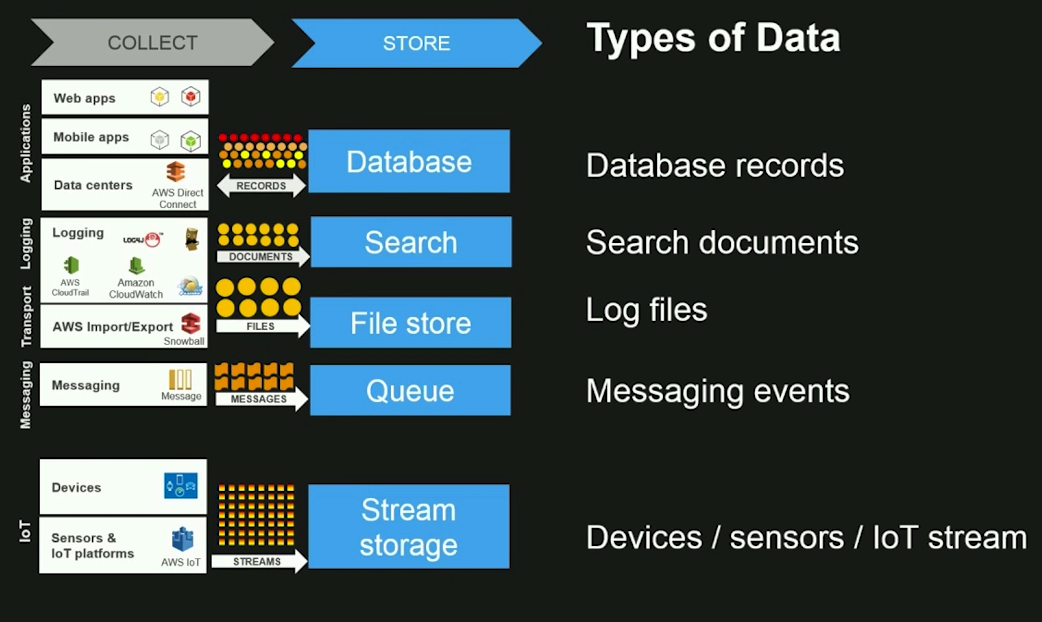 COLLECT
STORE
Types of Data
Applications
Web apps
Mobile apps
Data centers
AWS Direct
Connect
RECORDS
Database
Database records
Logging
Logging
LOG4J
AWS
CloudTrail
Amazon
CloudWatch
DOCUMENTS
Search
Search documents
Transport
AWS Import/Export
Snowball
FILES
File store
Log files
Messaging
Messaging
Message
MESSAGES
Queue
Messaging events
IoT
Devices
Sensors &
IoT platforms
AWS IoT
STREAMS
Stream
storage
Devices / sensors / IoT stream